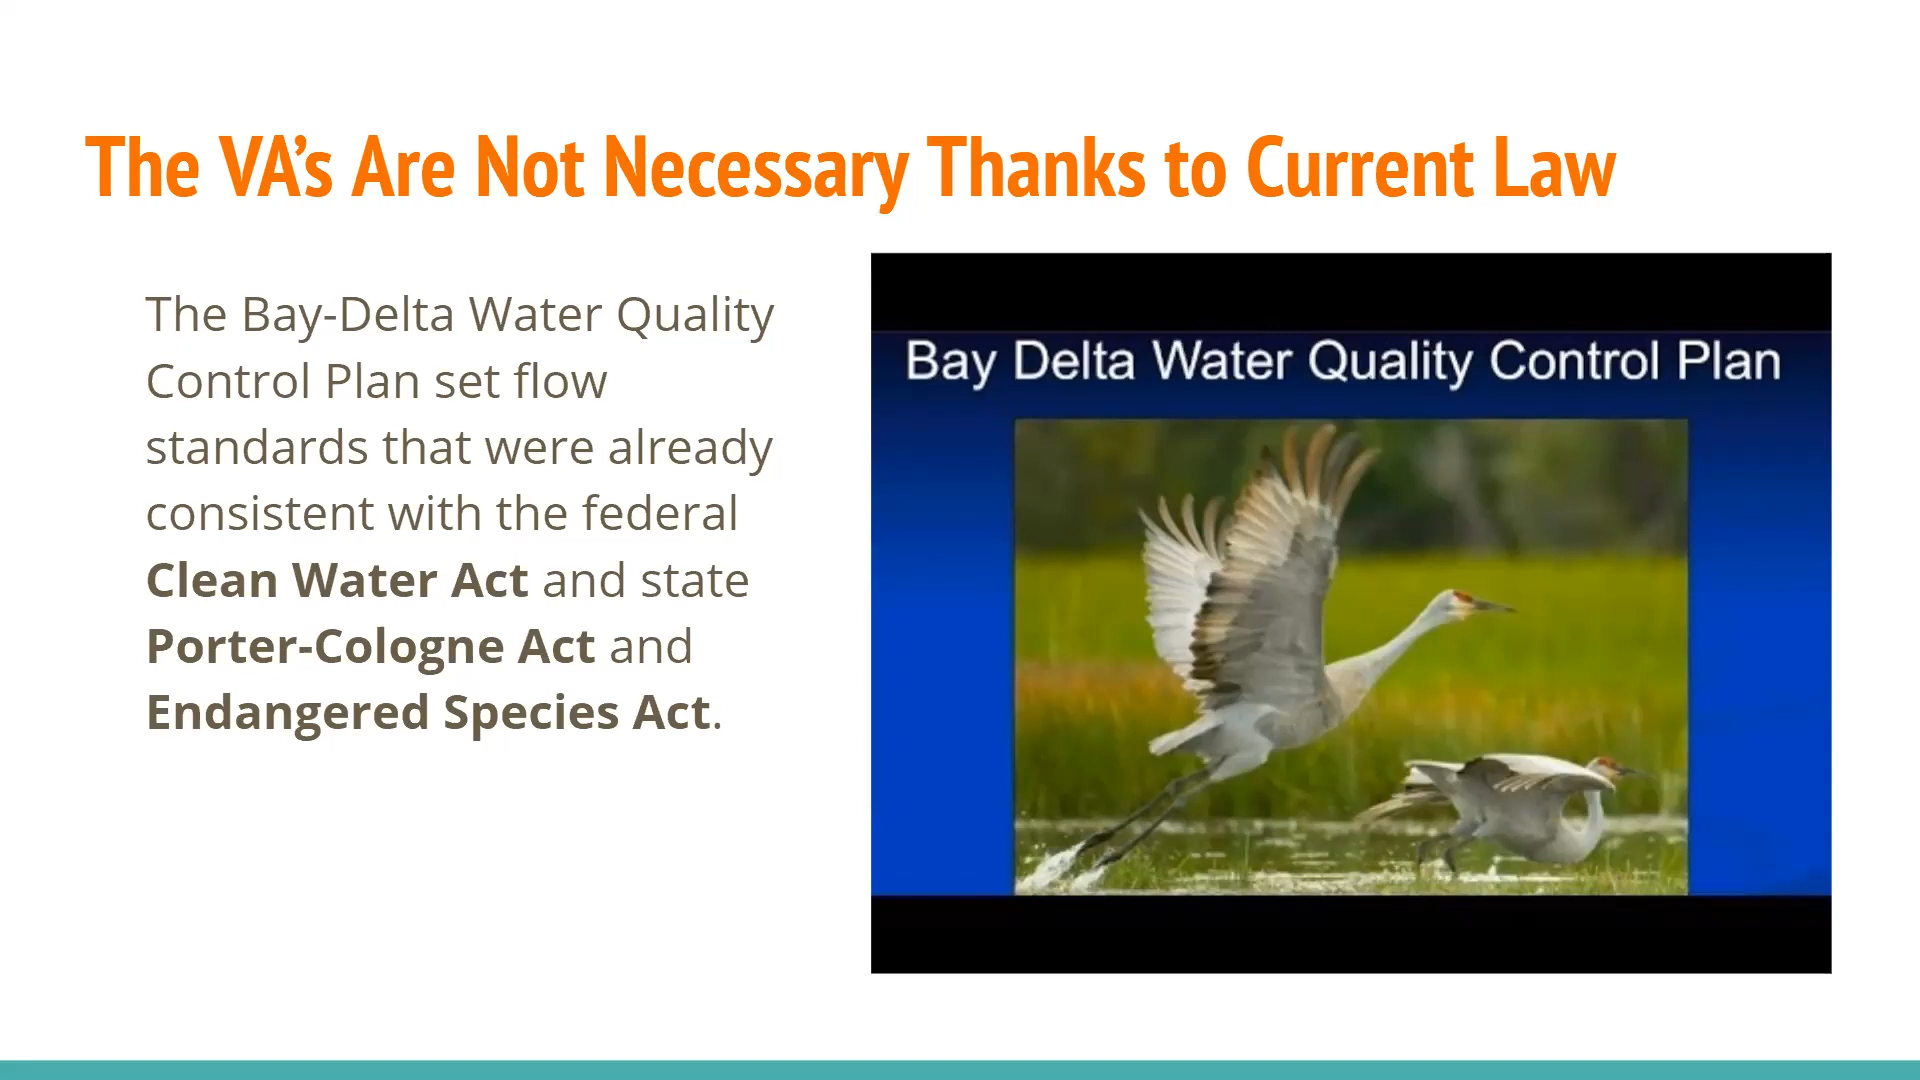 The VA’s Are Not Necessary Thanks to Current Law
The Bay-Delta Water Quality
Control Plan set flow
standards that were already
consistent with the federal
Clean Water Act and state
Porter-Cologne Act and
Endangered Species Act.
Bay Delta Water Quality Control Plan